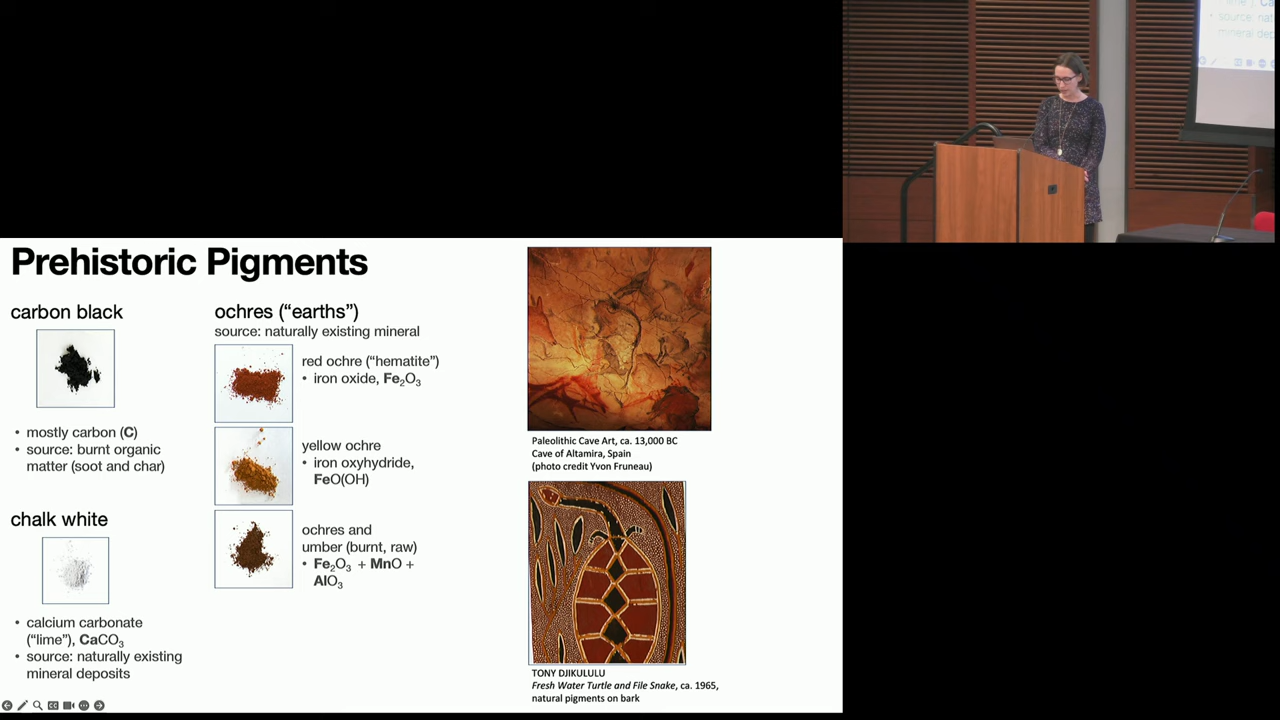 Prehistoric Pigments
carbon black
• mostly carbon (C)
• source: burnt organic
matter (soot and char)
chalk white
• calcium carbonate
("lime"), CaCO₃
• source: naturally existing
mineral deposits
ochres ("earths")
source: naturally existing mineral
red ochre ("hematite")
• iron oxide, Fe₂O₃
yellow ochre
• iron oxyhydride,
FeO(OH)
ochres and
umber (burnt, raw)
• Fe₂O₃ + MnO +
AlO₃
Paleolithic Cave Art, ca. 13,000 BC
Cave of Altamira, Spain
(photo credit Yvon Fruneau)
TONY DJIKULULU
Fresh Water Turtle and File Snake, ca. 1965,
natural pigments on bark
• source: nat
mineral dep